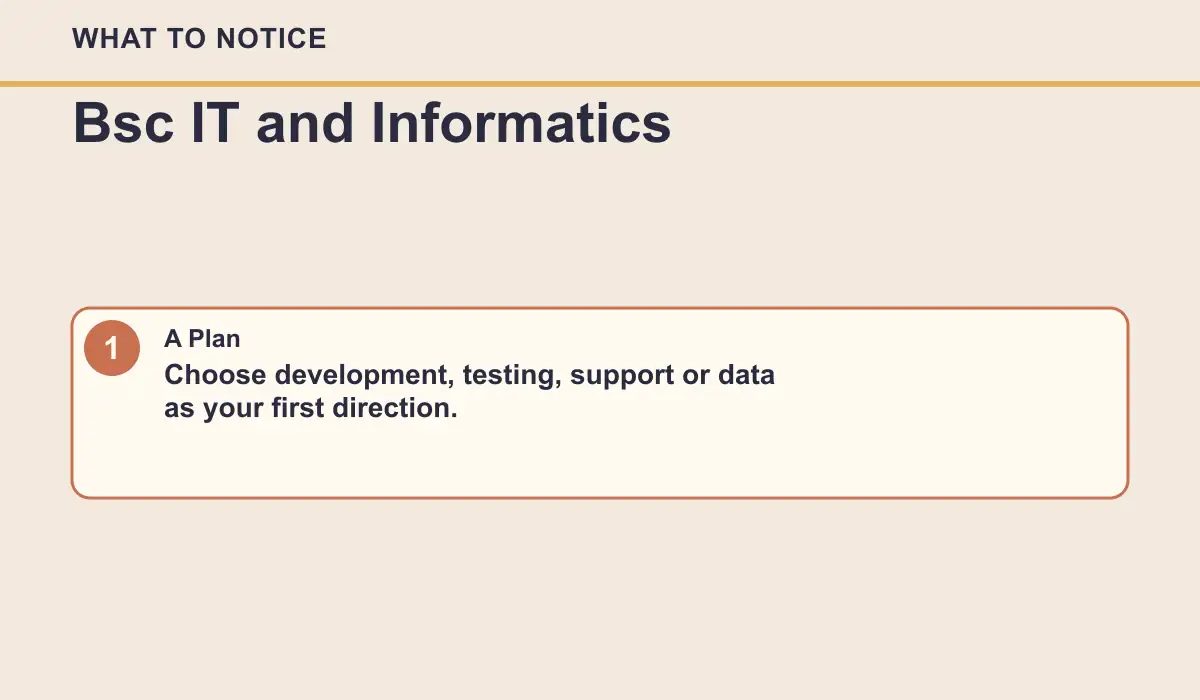 WHAT TO NOTICE
Bsc IT and Informatics
1
A Plan
Choose development, testing, support or data
as your first direction.